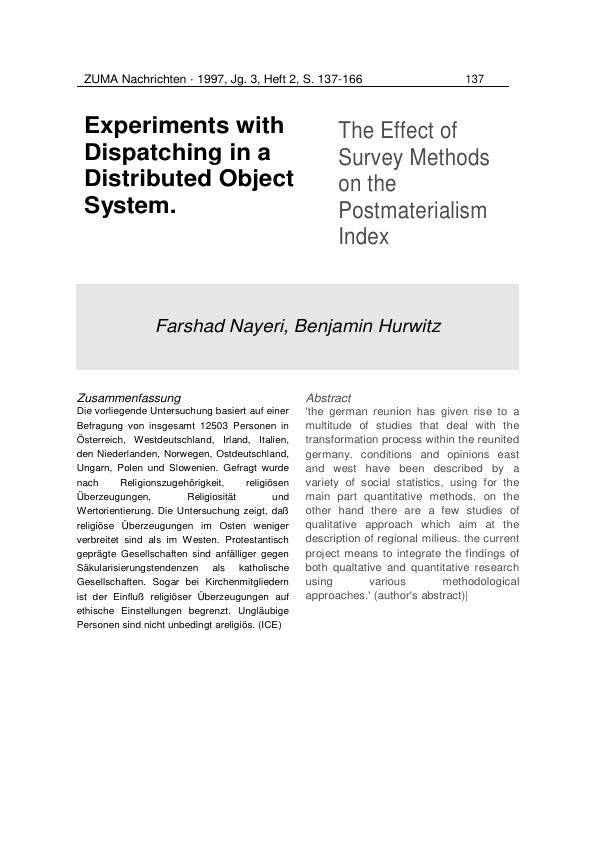 ZUMA Nachrichten · 1997, Jg. 3, Heft 2, S. 137-166 137
Experiments with
Dispatching in a
Distributed Object
System.
The Effect of
Survey Methods
on the
Postmaterialism
Index
Farshad Nayeri, Benjamin Hurwitz
Zusammenfassung
Die vorliegende Untersuchung basiert auf einer
Befragung von insgesamt 12503 Personen in
Österreich, Westdeutschland, Irland, Italien,
den Niederlanden, Norwegen, Ostdeutschland,
Ungarn, Polen und Slowenien. Gefragt wurde
nach Religionszugehörigkeit, religiösen
Überzeugungen, Religiosität und
Wertorientierung. Die Untersuchung zeigt, daß
religiöse Überzeugungen im Osten weniger
verbreitet sind als im Westen. Protestantisch
geprägte Gesellschaften sind anfälliger gegen
Säkularisierungstendenzen als katholische
Gesellschaften. Sogar bei Kirchenmitgliedern
ist der Einfluß religiöser Überzeugungen auf
ethische Einstellungen begrenzt. Ungläubige
Personen sind nicht unbedingt areligiös. (ICE)
Abstract
'the german reunion has given rise to a
multitude of studies that deal with the
transformation process within the reunited
germany. conditions and opinions east
and west have been described by a
variety of social statistics, using for the
main part quantitative methods. on the
other hand there are a few studies of
qualitative approach which aim at the
description of regional milieus. the current
project means to integrate the findings of
both qualtative and quantitative research
using various methodological
approaches.' (author's abstract)|